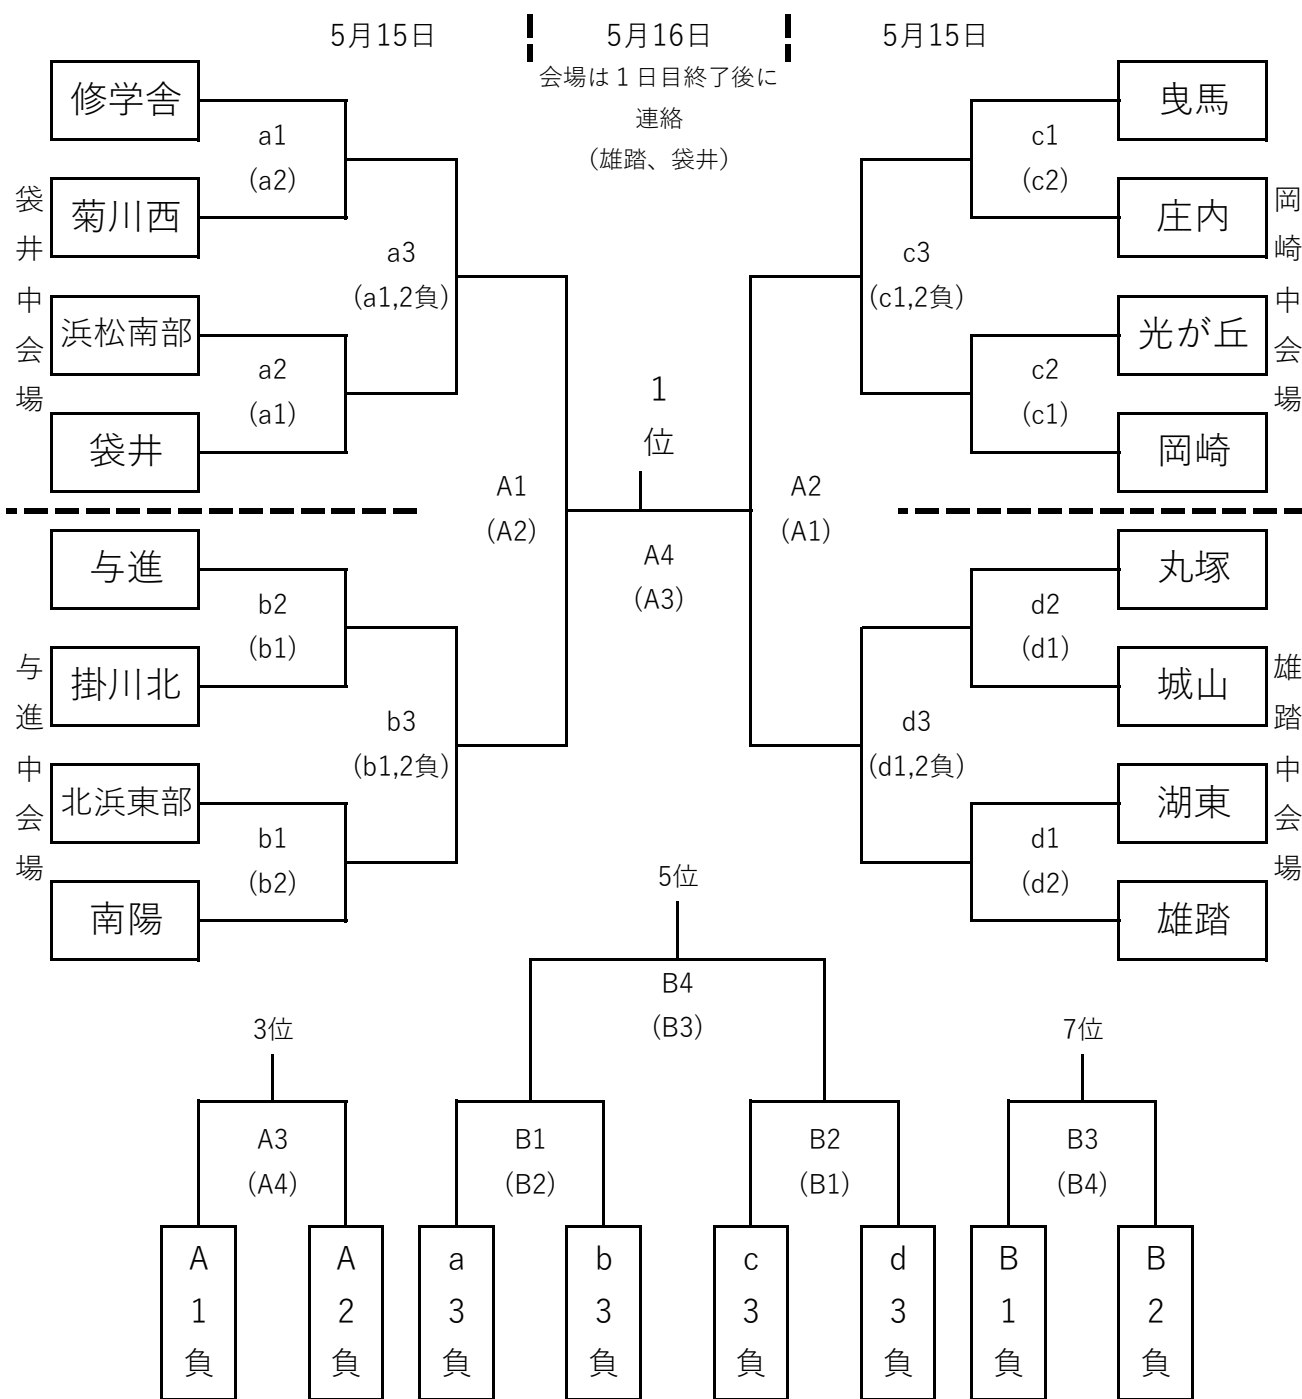 5月15日
5月16日
5月15日
会場は１日目終了後に
連絡
（雄踏、袋井）
袋井中会場
修学舎
a1
(a2)
菊川西
a3
(a1,2負)
浜松南部
a2
(a1)
袋井
与進中会場
与進
b2
(b1)
掛川北
b3
(b1,2負)
北浜東部
b1
(b2)
南陽
A1
(A2)
1位
A4
(A3)
A2
(A1)
岡崎中会場
曳馬
c1
(c2)
庄内
c3
(c1,2負)
光が丘
c2
(c1)
岡崎
雄踏中会場
丸塚
d2
(d1)
城山
d3
(d1,2負)
湖東
d1
(d2)
雄踏
5位
B4
(B3)
3位
A3
(A4)
A1負
A2負
B1
(B2)
a3負
b3負
B2
(B1)
c3負
d3負
7位
B3
(B4)
B1負
B2負